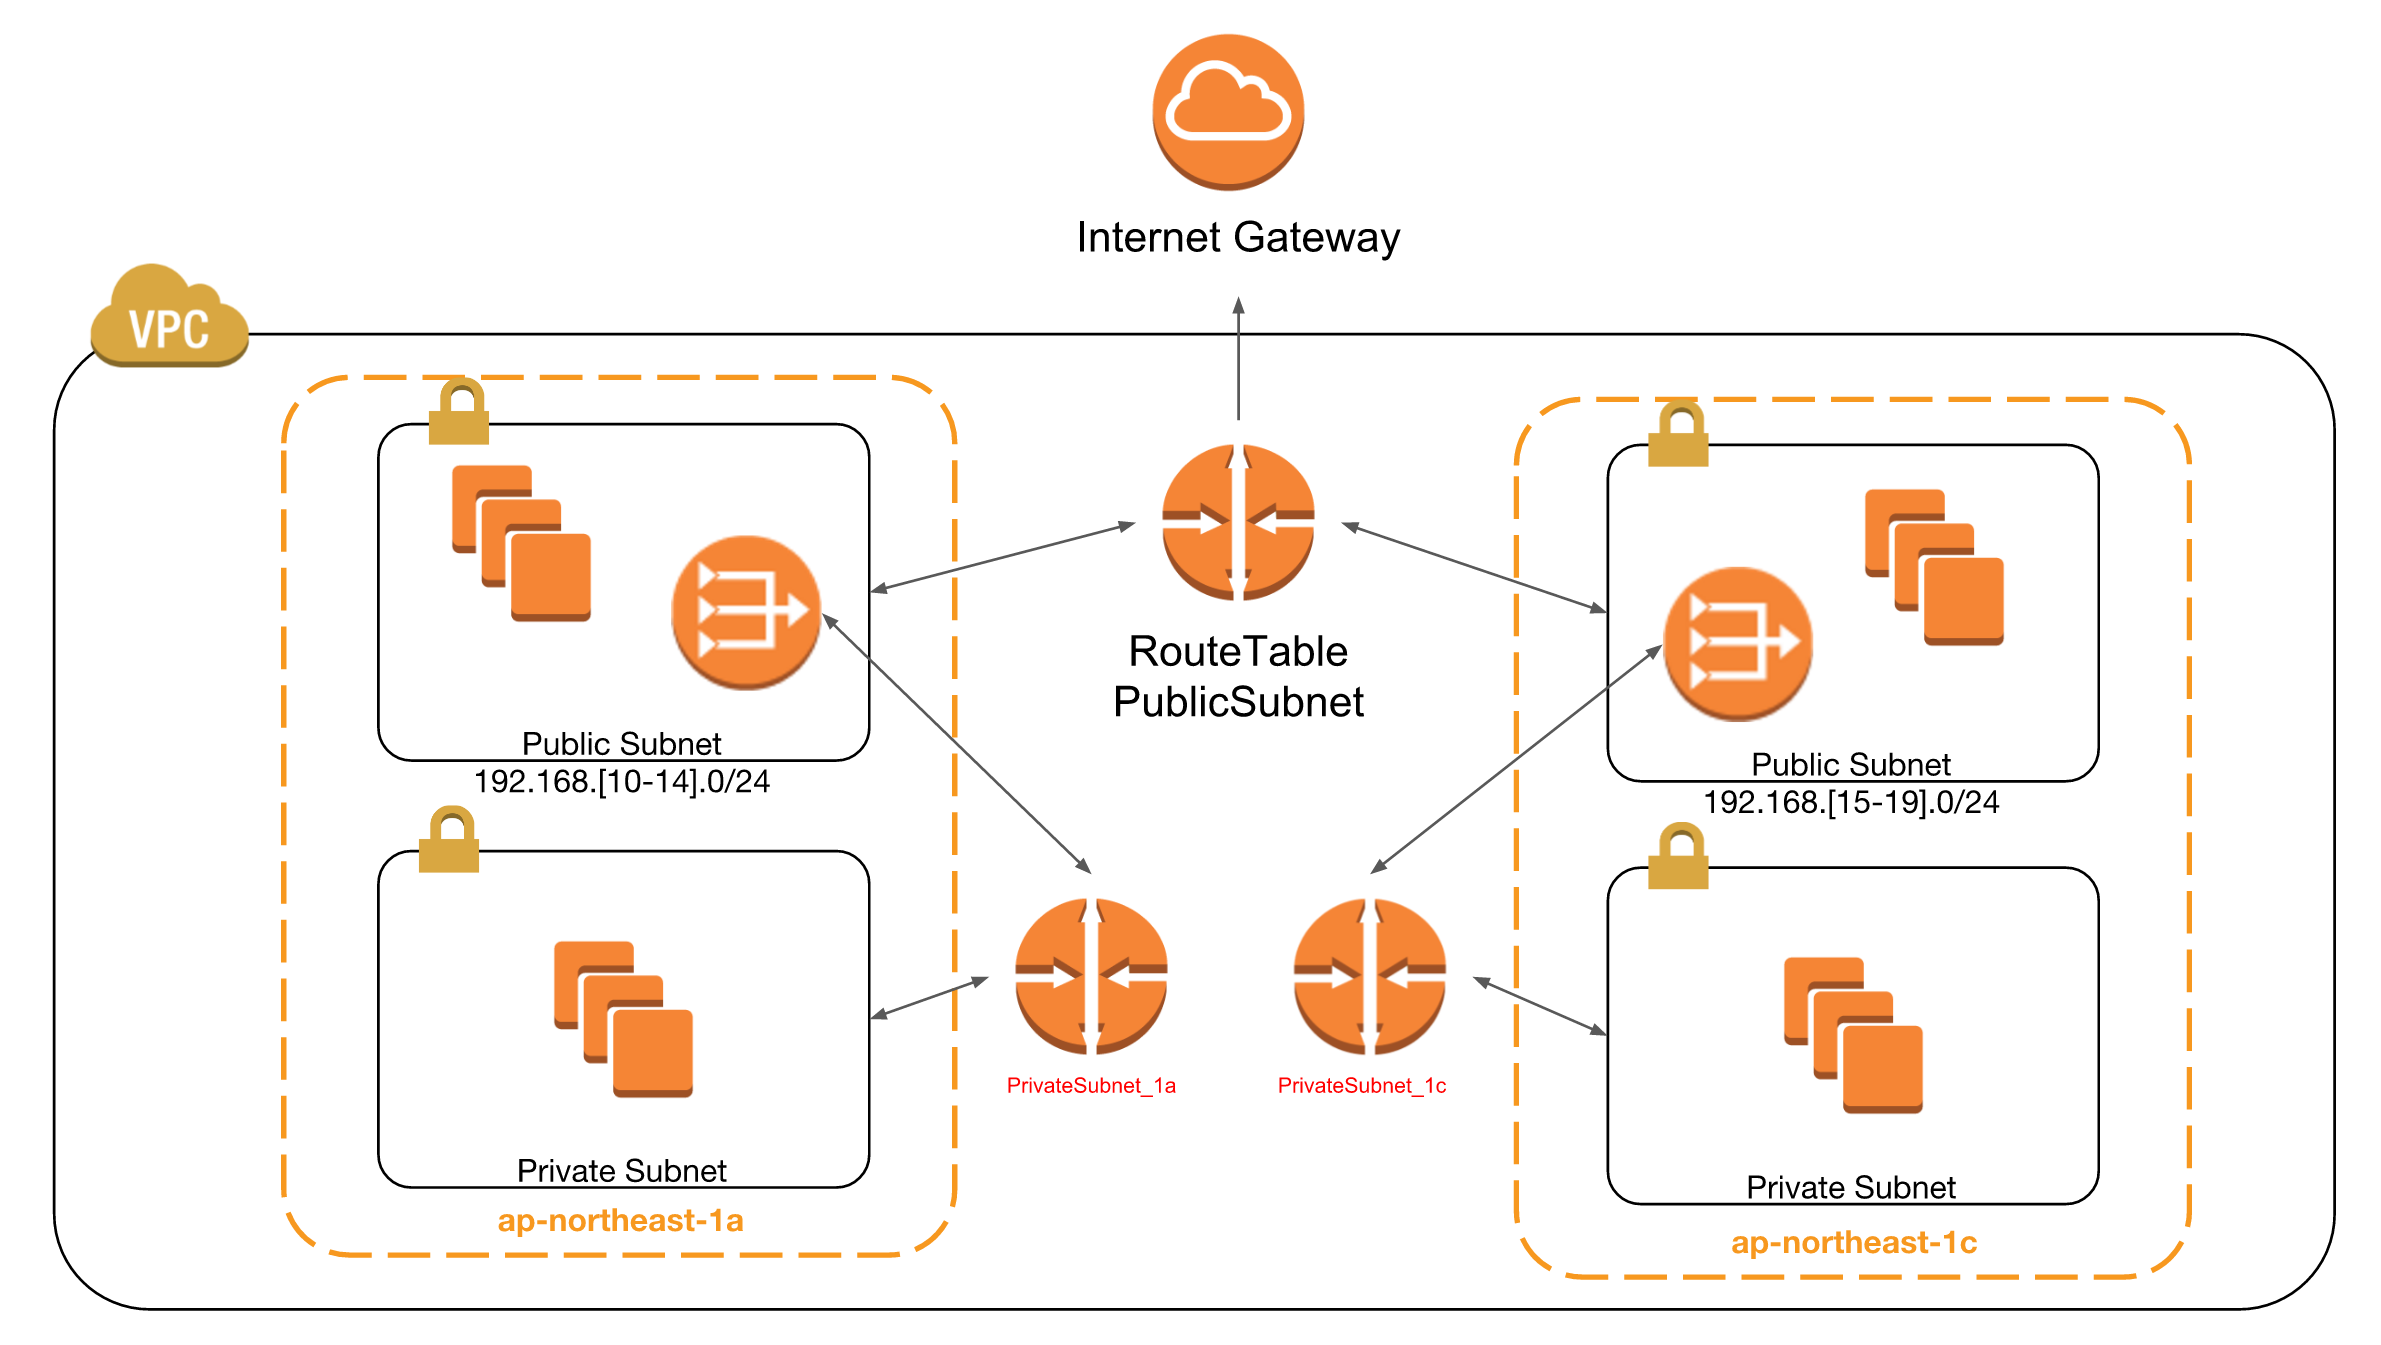 Internet Gateway
VPC
RouteTable
PublicSubnet
Public Subnet
192.168.[10-14].0/24
Public Subnet
192.168.[15-19].0/24
PrivateSubnet_1a
PrivateSubnet_1c
Private Subnet
ap-northeast-1a
Private Subnet
ap-northeast-1c